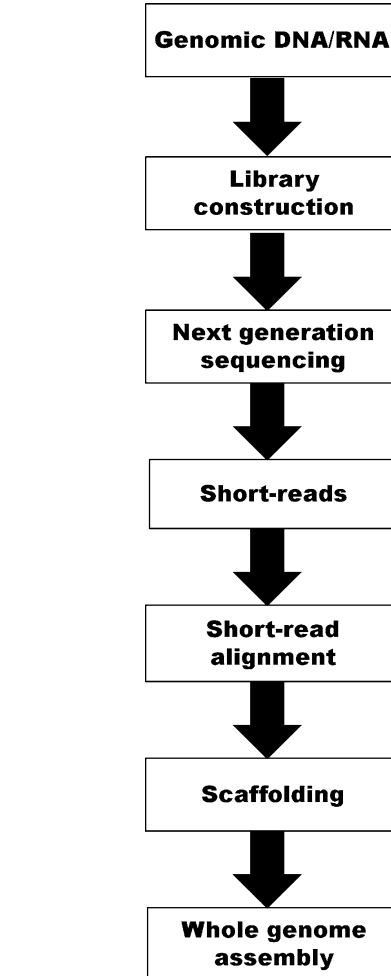 Genomic DNA/RNA
Library
construction
Next generation
sequencing
Short-reads
Short-read
alignment
Scaffolding
Whole genome
assembly